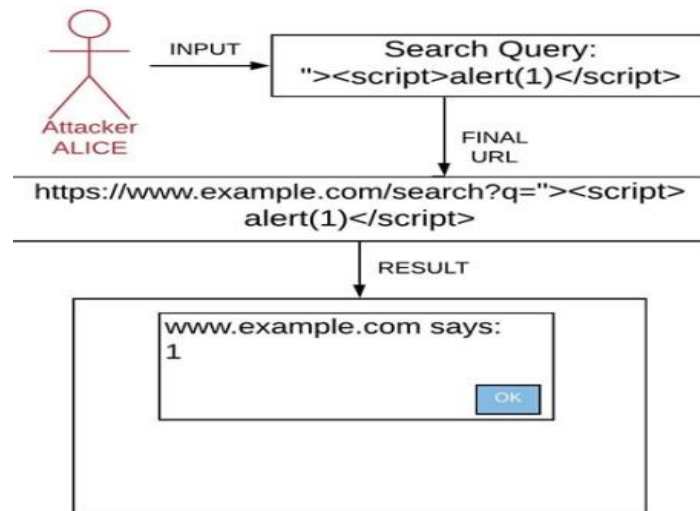 INPUT
Search Query:
"><script>alert(1)</script>
Attacker
ALICE
FINAL
URL
https://www.example.com/search?q="><script>
alert(1)</script>
RESULT
www.example.com says:
1
OK